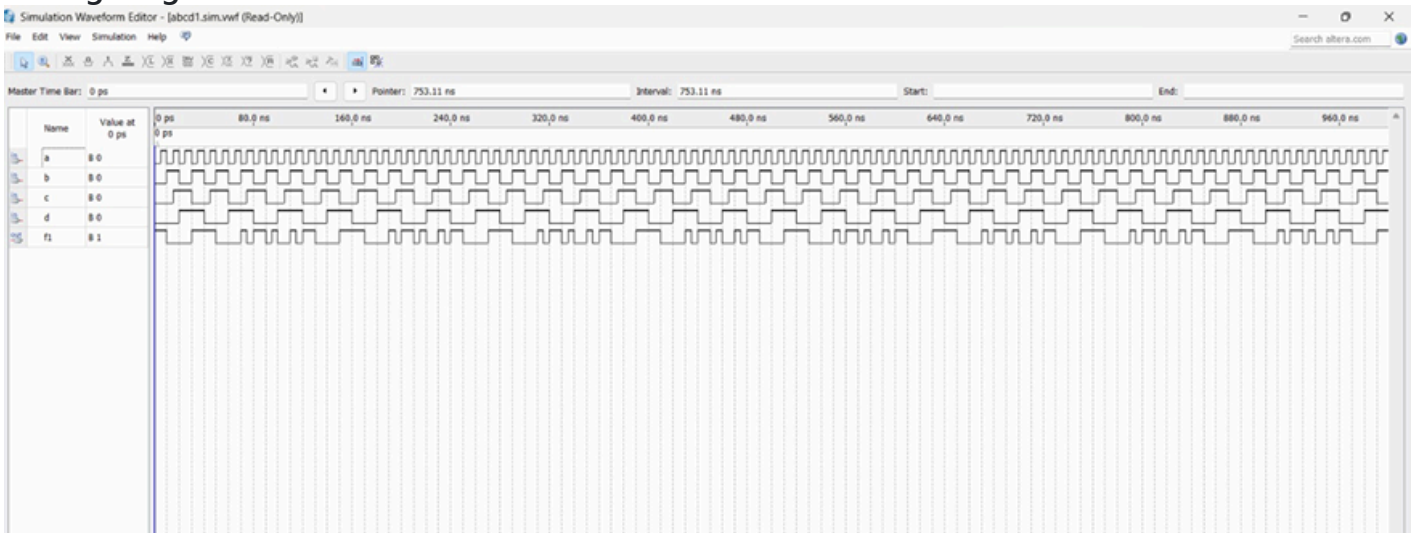 Simulation Waveform Editor - [abcd1.sim.vwf (Read-Only)]
File Edit View Simulation Help
Search altera.com
Master Time Bar: 0 ps Pointer: 753.11 ns Interval: 753.11 ns Start: End:
Name Value at 0 ps
0 ps 80.0 ns 160.0 ns 240.0 ns 320.0 ns 400.0 ns 480.0 ns 560.0 ns 640.0 ns 720.0 ns 800.0 ns 880.0 ns 960.0 ns
0 ps
a B 0
b B 0
c B 0
d B 0
f1 B 1